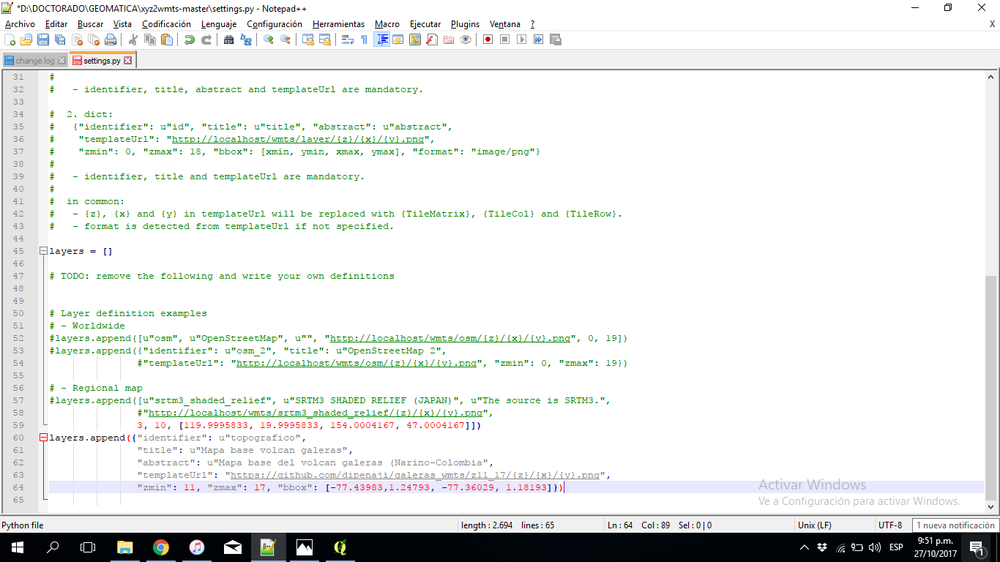 *D:\DOCTORADO\GEOMATICA\xyz2wmts-master\settings.py - Notepad++
Archivo Editar Buscar Vista Codificación Lenguaje Configuración Herramientas Macro Ejecutar Plugins Ventana ? X
change.log settings.py
31 #
32 #   - identifier, title, abstract and templateUrl are mandatory.
33
34 #  2. dict:
35 #   {"identifier": u"id", "title": u"title", "abstract": u"abstract",
36 #    "templateUrl": "http://localhost/wmts/layer/{z}/{x}/{y}.png",
37 #    "zmin": 0, "zmax": 18, "bbox": [xmin, ymin, xmax, ymax], "format": "image/png"}
38 #
39 #   - identifier, title and templateUrl are mandatory.
40 #
41 #  in common:
42 #   - {z}, {x} and {y} in templateUrl will be replaced with {TileMatrix}, {TileCol} and {TileRow}.
43 #   - format is detected from templateUrl if not specified.
44
45 layers = []
46
47 # TODO: remove the following and write your own definitions
48
49
50 # Layer definition examples
51 # - Worldwide
52 #layers.append([u"osm", u"OpenStreetMap", u"", "http://localhost/wmts/osm/{z}/{x}/{y}.png", 0, 19])
53 #layers.append({"identifier": u"osm_2", "title": u"OpenStreetMap 2",
54                #"templateUrl": "http://localhost/wmts/osm/{z}/{x}/{y}.png", "zmin": 0, "zmax": 19})
55
56 # - Regional map
57 #layers.append([u"srtm3_shaded_relief", u"SRTM3 SHADED RELIEF (JAPAN)", u"The source is SRTM3.",
58                #"http://localhost/wmts/srtm3_shaded_relief/{z}/{x}/{y}.png",
59                3, 10, [119.9995833, 19.9995833, 154.0004167, 47.0004167]])
60 layers.append({"identifier": u"topografico",
61                "title": u"Mapa base volcan galeras",
62                "abstract": u"Mapa base del volcan galeras (Narino-Colombia",
63                "templateUrl": "https://github.com/dipenaji/galeras_wmts/z11_17/{z}/{x}/{y}.png",
64                "zmin": 11, "zmax": 17, "bbox": [-77.43983,1.24793, -77.36029, 1.18193]})
65
Activar Windows
Ve a Configuración para activar Windows.
Python file length : 2.694 lines : 65 Ln : 64 Col : 89 Sel : 0 | 0 Unix (LF) UTF-8 1 nueva notificación
ESP 9:51 p.m.
27/10/2017 1